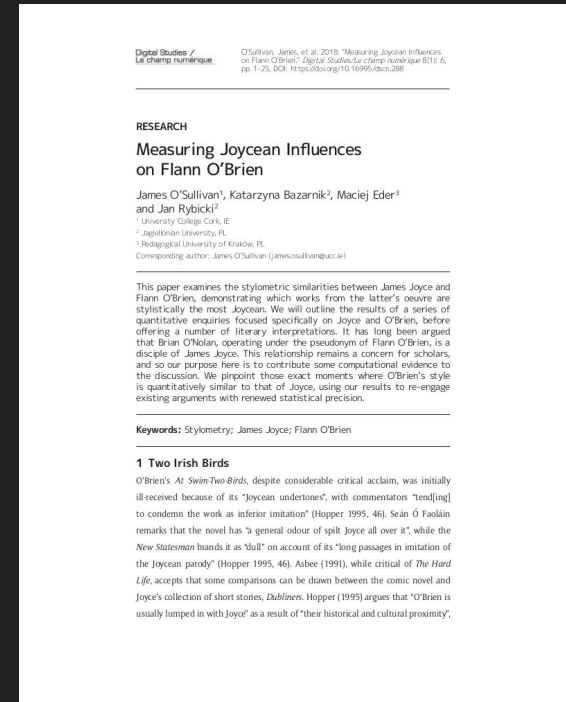 Digital Studies /
Le champ numérique
O'Sullivan, James, et al. 2018. "Measuring Joycean Influences
on Flann O'Brien." Digital Studies/Le champ numérique 8(1): 6,
pp. 1–25, DOI: https://doi.org/10.16995/dscn.288
RESEARCH
Measuring Joycean Influences
on Flann O'Brien
James O'Sullivan¹, Katarzyna Bazarnik², Maciej Eder³
and Jan Rybicki²
¹ University College Cork, IE
² Jagiellonian University, PL
³ Pedagogical University of Kraków, PL
Corresponding author: James O'Sullivan (james.osullivan@ucc.ie)
This paper examines the stylometric similarities between James Joyce and
Flann O'Brien, demonstrating which works from the latter's oeuvre are
stylistically the most Joycean. We will outline the results of a series of
quantitative enquiries focused specifically on Joyce and O'Brien, before
offering a number of literary interpretations. It has long been argued
that Brian O'Nolan, operating under the pseudonym of Flann O'Brien, is a
disciple of James Joyce. This relationship remains a concern for scholars,
and so our purpose here is to contribute some computational evidence to
the discussion. We pinpoint those exact moments where O'Brien's style
is quantitatively similar to that of Joyce, using our results to re-engage
existing arguments with renewed statistical precision.
Keywords: Stylometry; James Joyce; Flann O'Brien
1 Two Irish Birds
O'Brien's At Swim-Two-Birds, despite considerable critical acclaim, was initially
ill-received because of its "Joycean undertones", with commentators "tend[ing]
to condemn the work as inferior imitation" (Hopper 1995, 46). Seán Ó Faoláin
remarks that the novel has "a general odour of spilt Joyce all over it", while the
New Statesman brands it as "dull" on account of its "long passages in imitation of
the Joycean parody" (Hopper 1995, 46). Asbee (1991), while critical of The Hard
Life, accepts that some comparisons can be drawn between the comic novel and
Joyce's collection of short stories, Dubliners. Hopper (1995) argues that "O'Brien is
usually lumped in with Joyce" as a result of "their historical and cultural proximity",